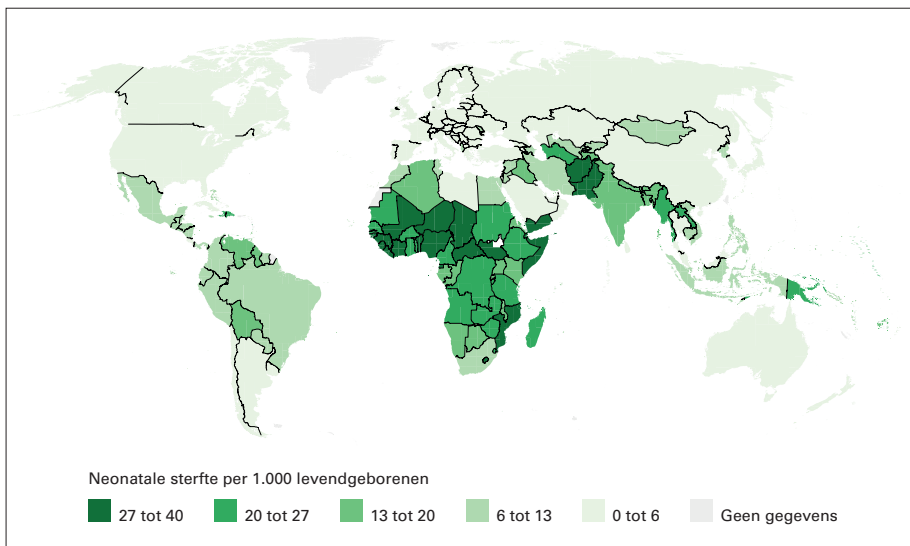 Neonatale sterfte per 1.000 levendgeborenen
27 tot 40 20 tot 27 13 tot 20 6 tot 13 0 tot 6 Geen gegevens